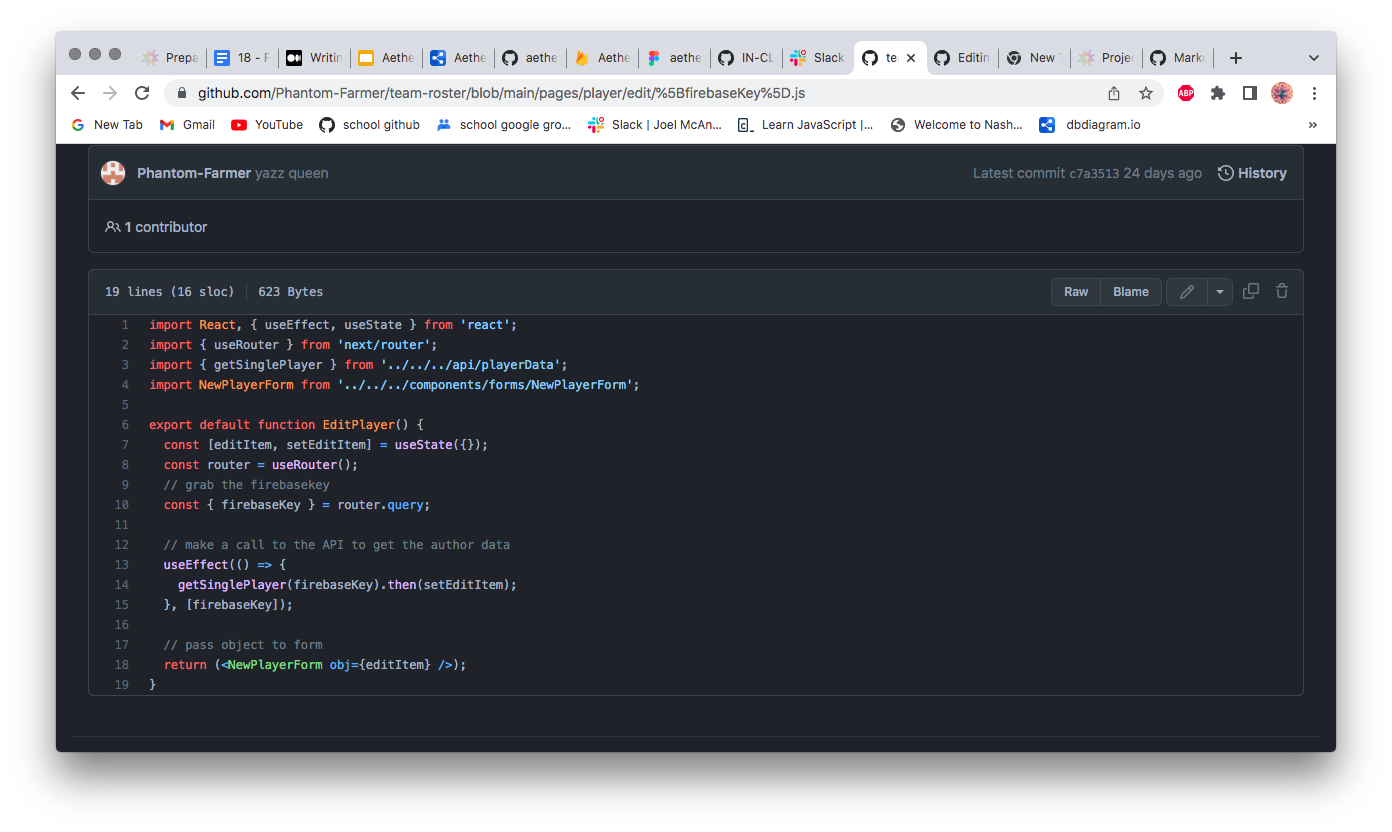 Prepa
18 - F
Writin
Aethe
Aethe
aethe
Aethe
aethe
IN-CL
Slack
te
Editin
New T
Projec
Marko
github.com/Phantom-Farmer/team-roster/blob/main/pages/player/edit/%5BfirebaseKey%5D.js
ABP
New Tab
Gmail
YouTube
school github
school google gro...
Slack | Joel McAn...
Learn JavaScript |...
Welcome to Nash...
dbdiagram.io
»
Phantom-Farmer yazz queen
Latest commit c7a3513 24 days ago
History
1 contributor
19 lines (16 sloc)
623 Bytes
Raw
Blame
1 import React, { useEffect, useState } from 'react';
2 import { useRouter } from 'next/router';
3 import { getSinglePlayer } from '../../../api/playerData';
4 import NewPlayerForm from '../../../components/forms/NewPlayerForm';
5
6 export default function EditPlayer() {
7 const [editItem, setEditItem] = useState({});
8 const router = useRouter();
9 // grab the firebasekey
10 const { firebaseKey } = router.query;
11
12 // make a call to the API to get the author data
13 useEffect(() => {
14 getSinglePlayer(firebaseKey).then(setEditItem);
15 }, [firebaseKey]);
16
17 // pass object to form
18 return (<NewPlayerForm obj={editItem} />);
19 }